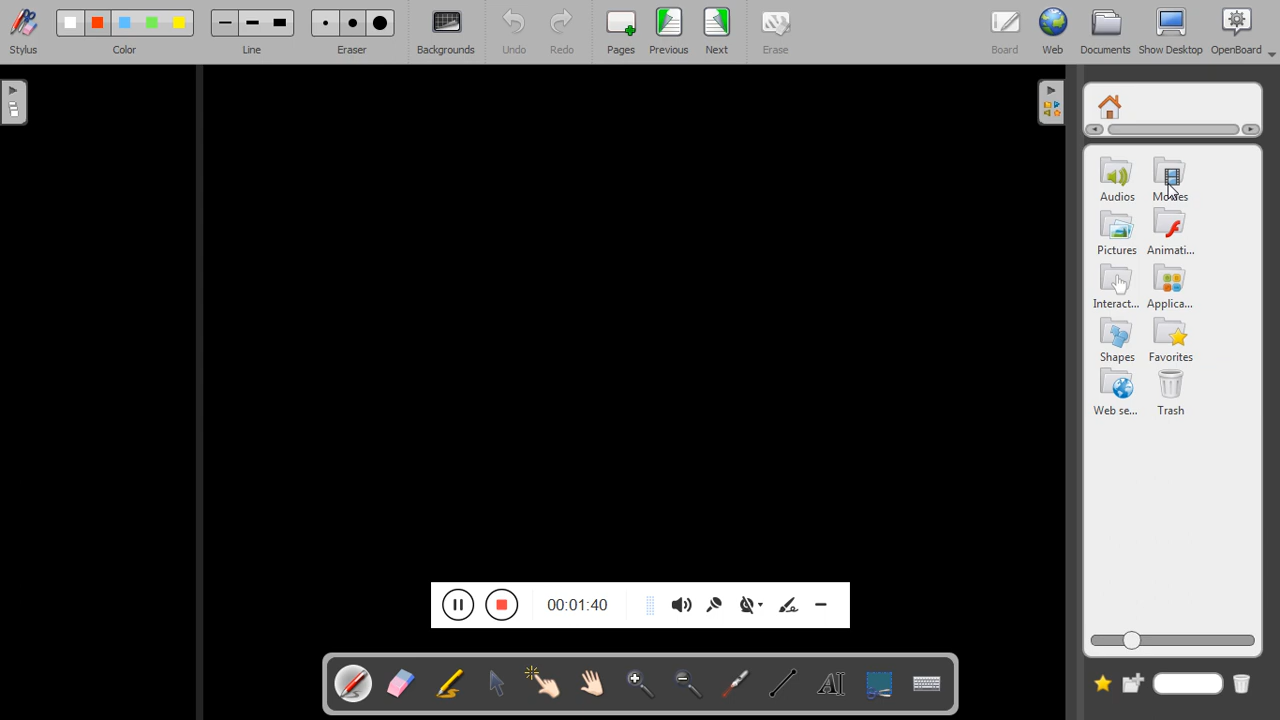 Stylus
Color
Line
Eraser
Backgrounds
Undo
Redo
Pages
Previous
Next
Erase
Board
Web
Documents
Show Desktop
OpenBoard
Audios
Movies
Pictures
Animati...
Interact...
Applica...
Shapes
Favorites
Web se...
Trash
00:01:40
AI